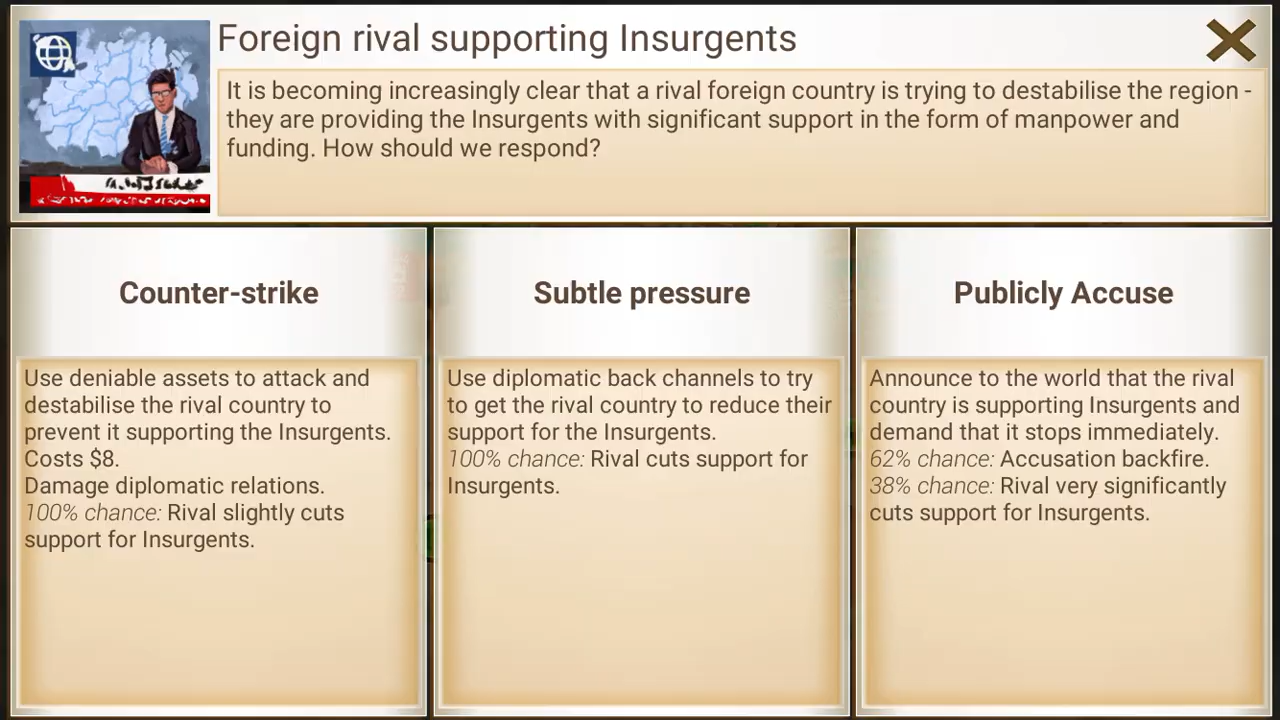 Foreign rival supporting Insurgents
It is becoming increasingly clear that a rival foreign country is trying to destabilise the region -
they are providing the Insurgents with significant support in the form of manpower and
funding. How should we respond?
Counter-strike
Use deniable assets to attack and
destabilise the rival country to
prevent it supporting the Insurgents.
Costs $8.
Damage diplomatic relations.
100% chance: Rival slightly cuts
support for Insurgents.
Subtle pressure
Use diplomatic back channels to try
to get the rival country to reduce their
support for the Insurgents.
100% chance: Rival cuts support for
Insurgents.
Publicly Accuse
Announce to the world that the rival
country is supporting Insurgents and
demand that it stops immediately.
62% chance: Accusation backfire.
38% chance: Rival very significantly
cuts support for Insurgents.